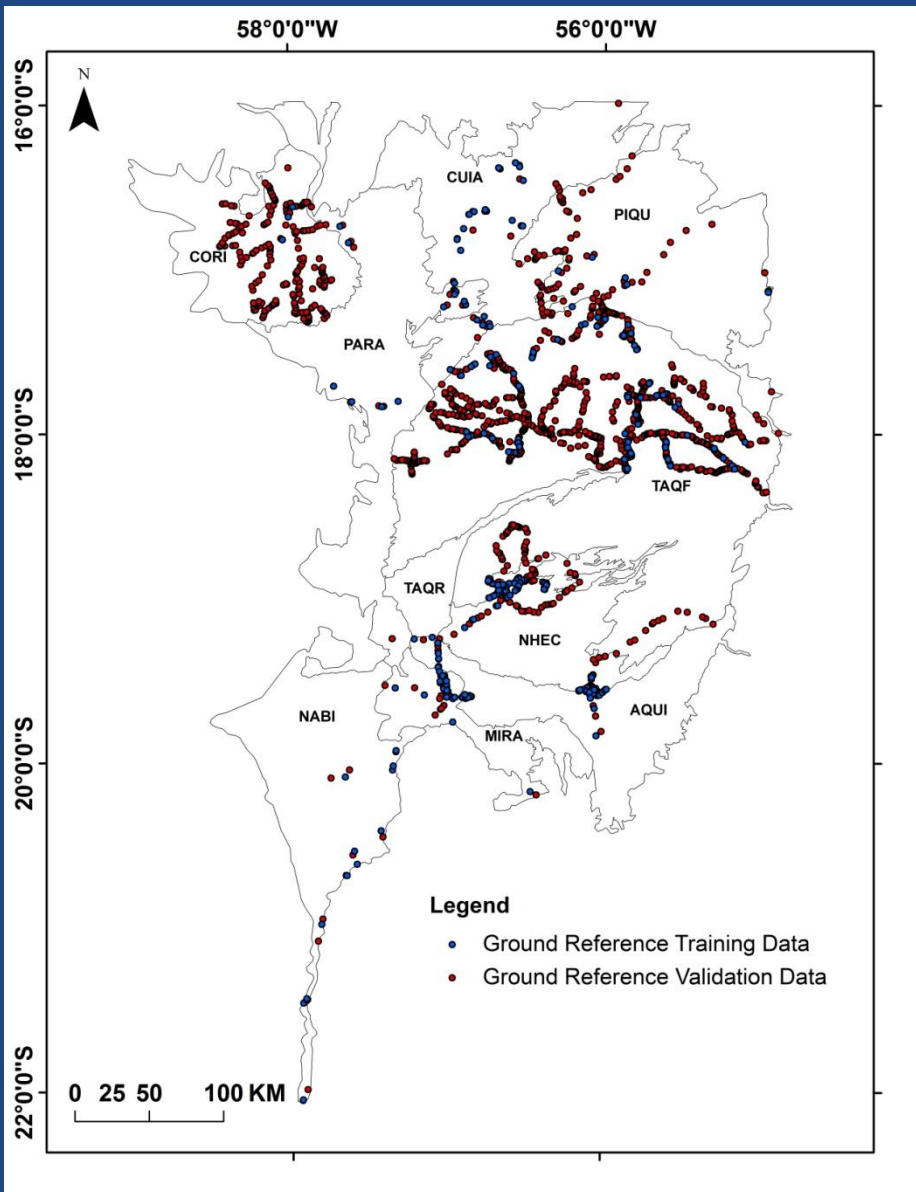 58°0'0"W 56°0'0"W
16°0'0"S
N
CUIA
PIQU
CORI
PARA
18°0'0"S
TAQF
TAQR
NHEC
NABI
AQUI
MIRA
20°0'0"S
Legend
Ground Reference Training Data
Ground Reference Validation Data
0 25 50 100 KM
22°0'0"S